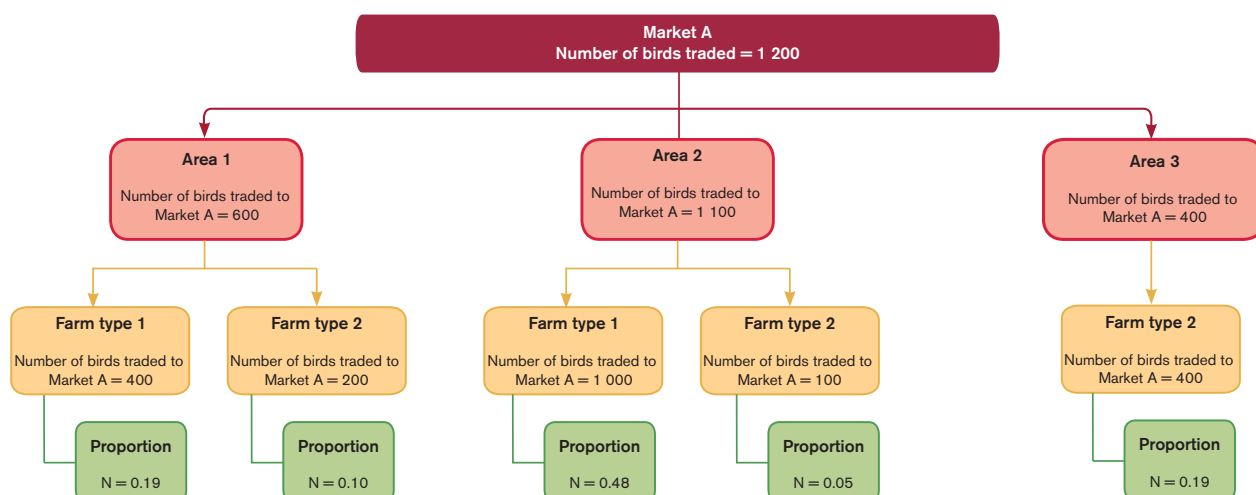 Market A
Number of birds traded = 1 200
Area 1
Number of birds traded to
Market A = 600
Area 2
Number of birds traded to
Market A = 1 100
Area 3
Number of birds traded to
Market A = 400
Farm type 1
Number of birds traded to
Market A = 400
Farm type 2
Number of birds traded to
Market A = 200
Farm type 1
Number of birds traded to
Market A = 1 000
Farm type 2
Number of birds traded to
Market A = 100
Farm type 2
Number of birds traded to
Market A = 400
Proportion
N = 0.19
Proportion
N = 0.10
Proportion
N = 0.48
Proportion
N = 0.05
Proportion
N = 0.19